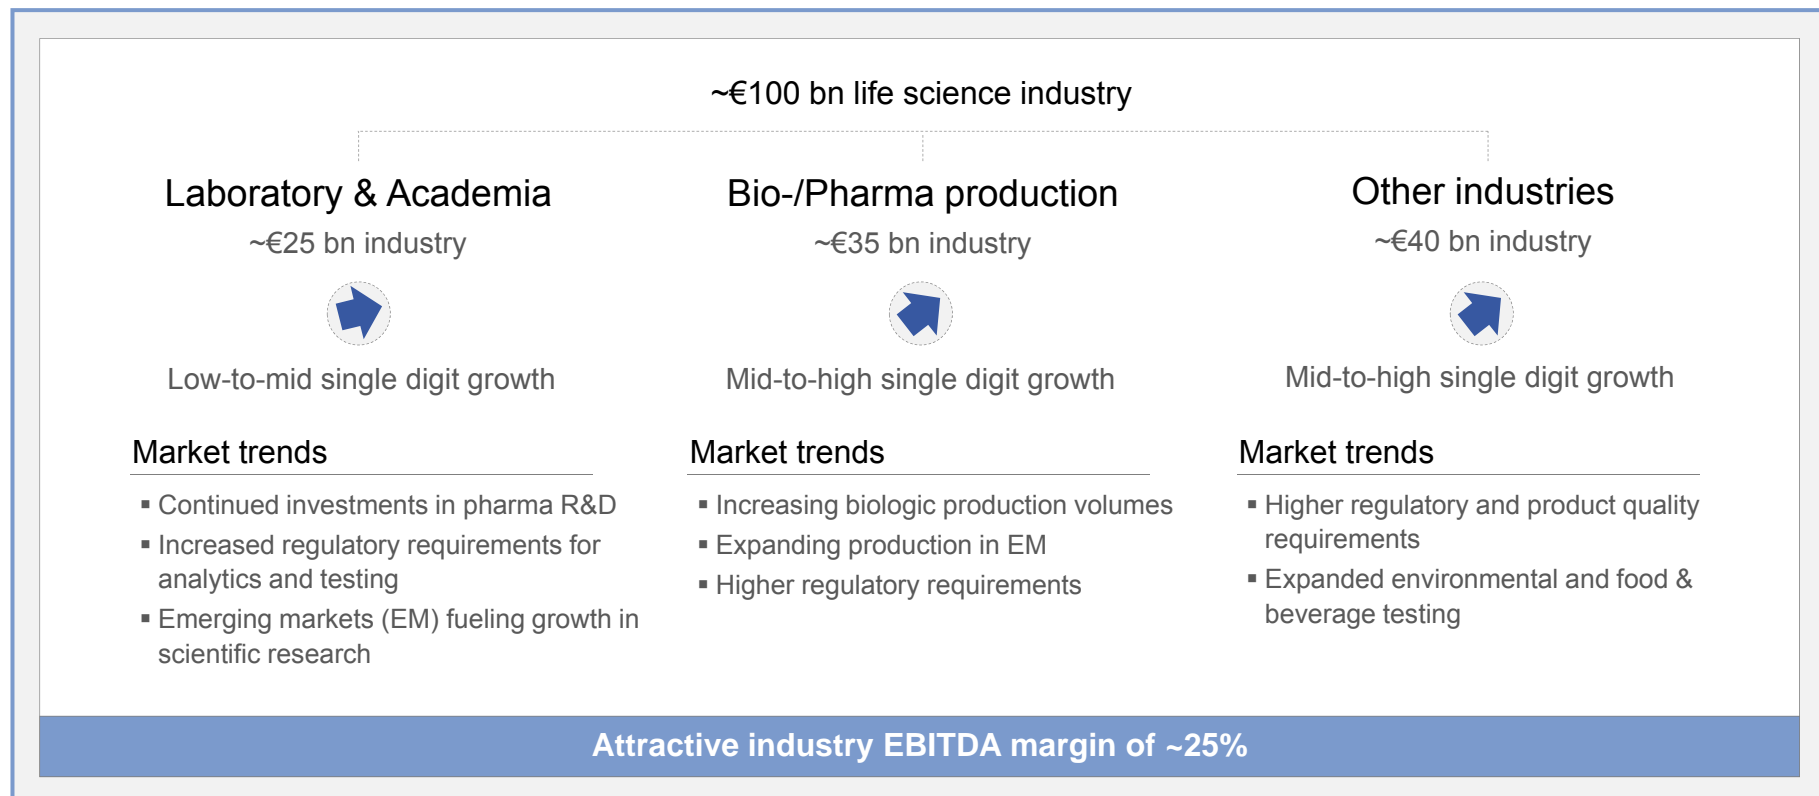 ~€100 bn life science industry
Laboratory & Academia
~€25 bn industry
Low-to-mid single digit growth
Market trends
▪ Continued investments in pharma R&D
▪ Increased regulatory requirements for
analytics and testing
▪ Emerging markets (EM) fueling growth in
scientific research
Bio-/Pharma production
~€35 bn industry
Mid-to-high single digit growth
Market trends
▪ Increasing biologic production volumes
▪ Expanding production in EM
▪ Higher regulatory requirements
Other industries
~€40 bn industry
Mid-to-high single digit growth
Market trends
▪ Higher regulatory and product quality
requirements
▪ Expanded environmental and food &
beverage testing
Attractive industry EBITDA margin of ~25%